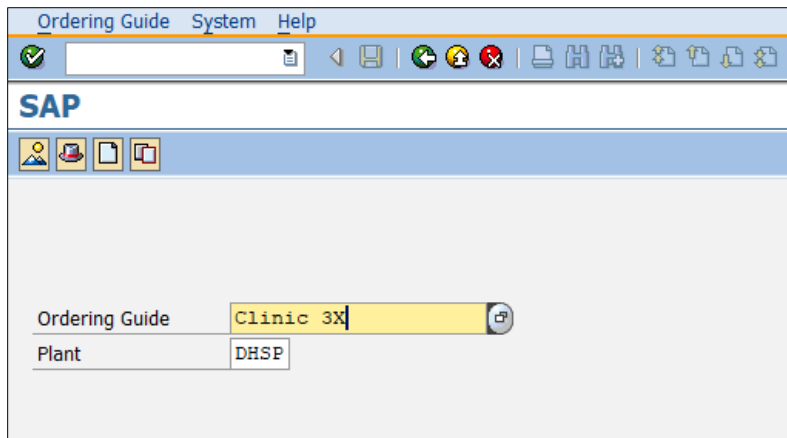 Ordering Guide System Help
SAP
Ordering Guide Clinic 3X
Plant DHSP